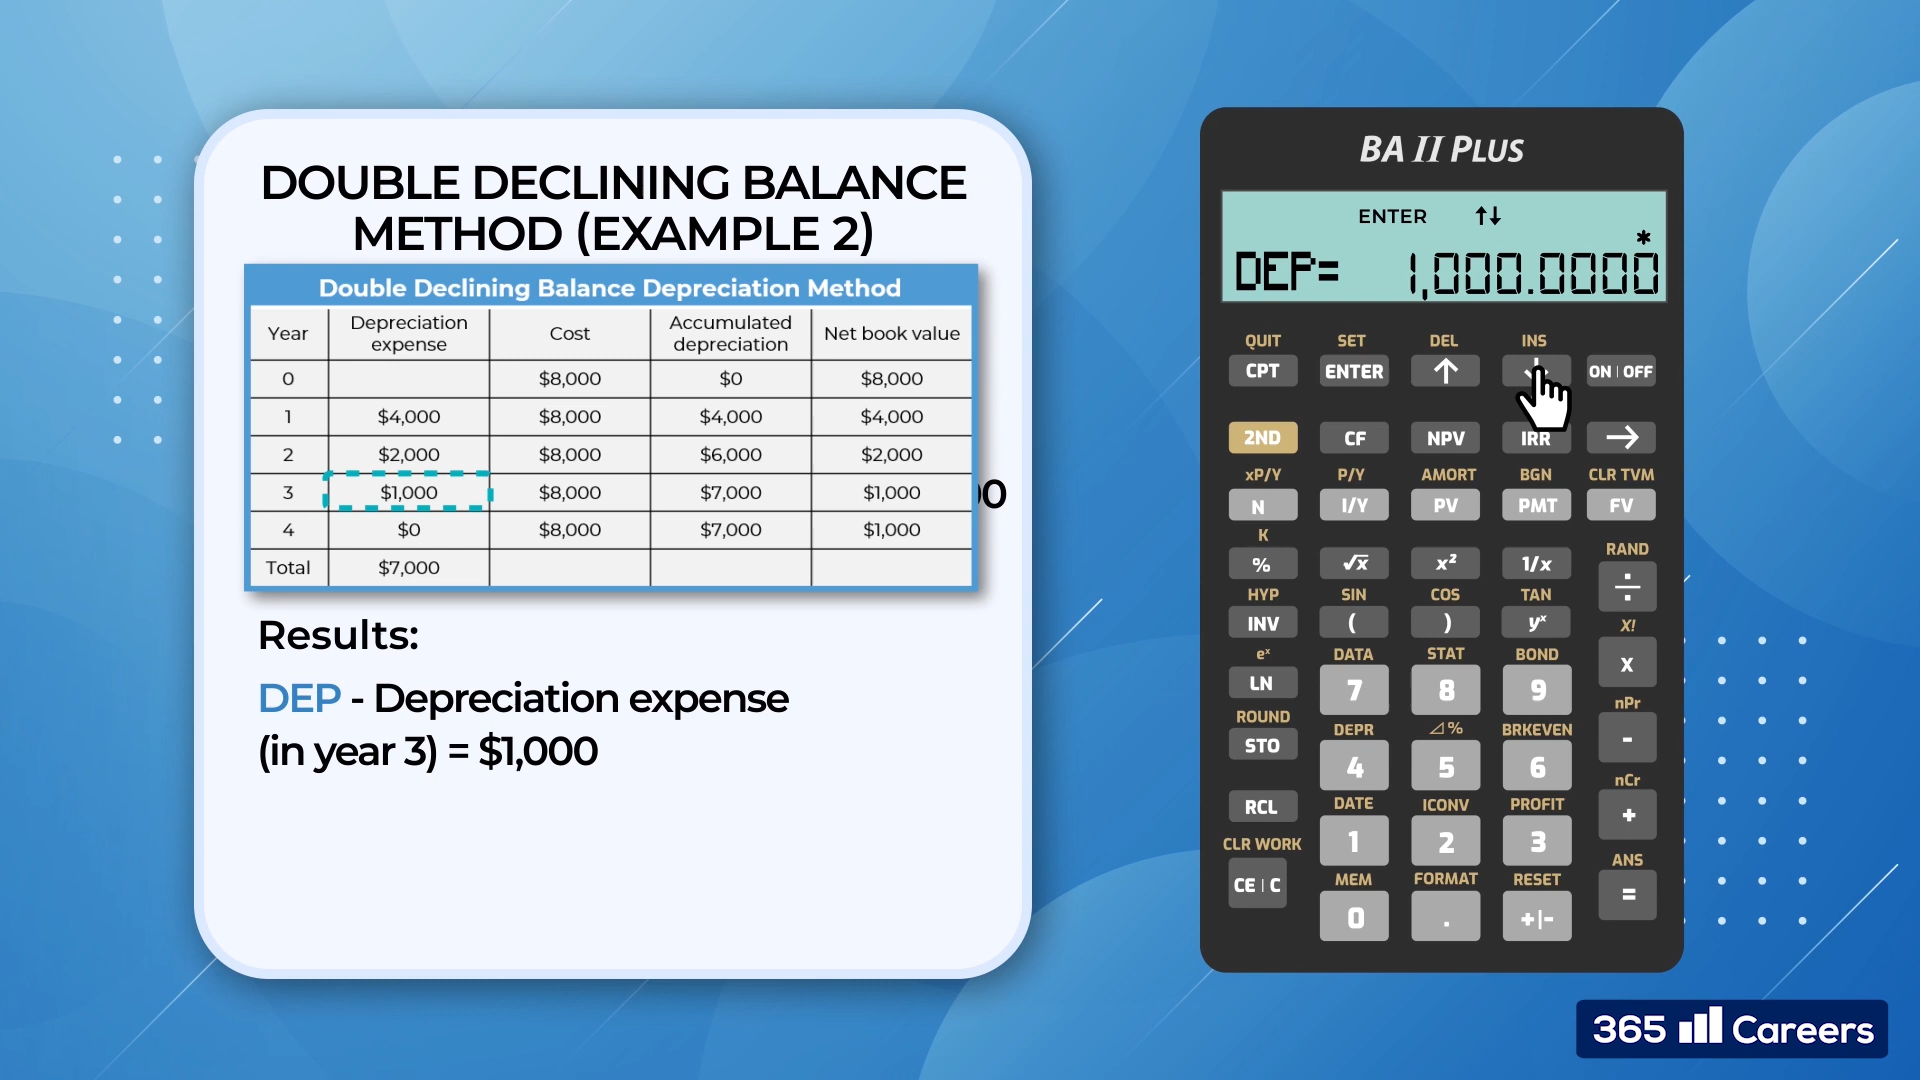 DOUBLE DECLINING BALANCE
METHOD (EXAMPLE 2)
Double Declining Balance Depreciation Method
Year Depreciation expense Cost Accumulated depreciation Net book value
0 $8,000 $0 $8,000
1 $4,000 $8,000 $4,000 $4,000
2 $2,000 $8,000 $6,000 $2,000
3 $1,000 $8,000 $7,000 $1,000
4 $0 $8,000 $7,000 $1,000
Total $7,000
Results:
DEP - Depreciation expense
(in year 3) = $1,000
BA II PLUS
ENTER ↑↓
*
DEP= 1,000.0000
QUIT SET DEL INS
CPT ENTER ↑ ON | OFF
2ND CF NPV IRR →
xP/Y P/Y AMORT BGN CLR TVM
N I/Y PV PMT FV
K
% √x x² 1/x
RAND
÷
HYP SIN COS TAN
INV ( ) yˣ
X!
x
eˣ DATA STAT BOND
LN 7 8 9
nPr
-
ROUND DEPR ⊿% BRKEVEN
STO 4 5 6
nCr
+
DATE ICONV PROFIT
RCL 1 2 3
CLR WORK
CE | C
MEM FORMAT RESET
0 . +|-
ANS
=
365 Careers